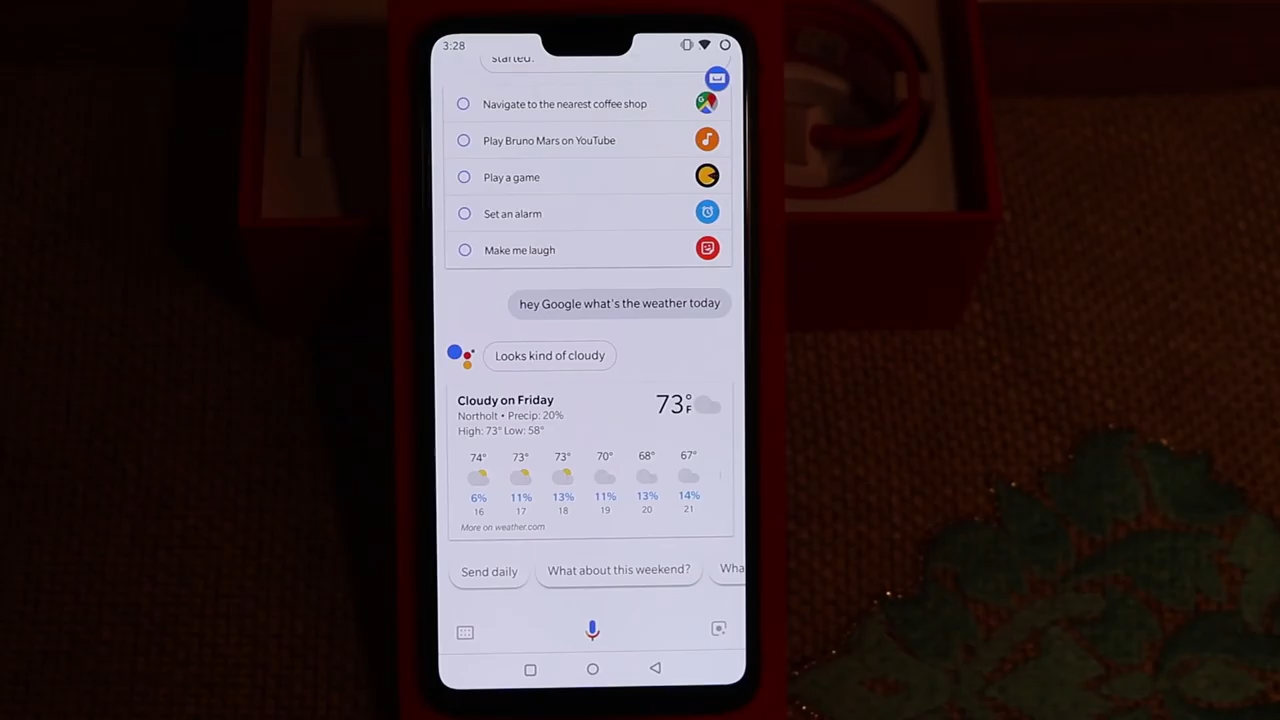 3:28
started.
Navigate to the nearest coffee shop
Play Bruno Mars on YouTube
Play a game
Set an alarm
Make me laugh
hey Google what's the weather today
Looks kind of cloudy
Cloudy on Friday
Northolt • Precip: 20%
High: 73° Low: 58°
73°F
74° 73° 73° 70° 68° 67°
6% 11% 13% 11% 13% 14%
16 17 18 19 20 21
More on weather.com
Send daily What about this weekend? Wha